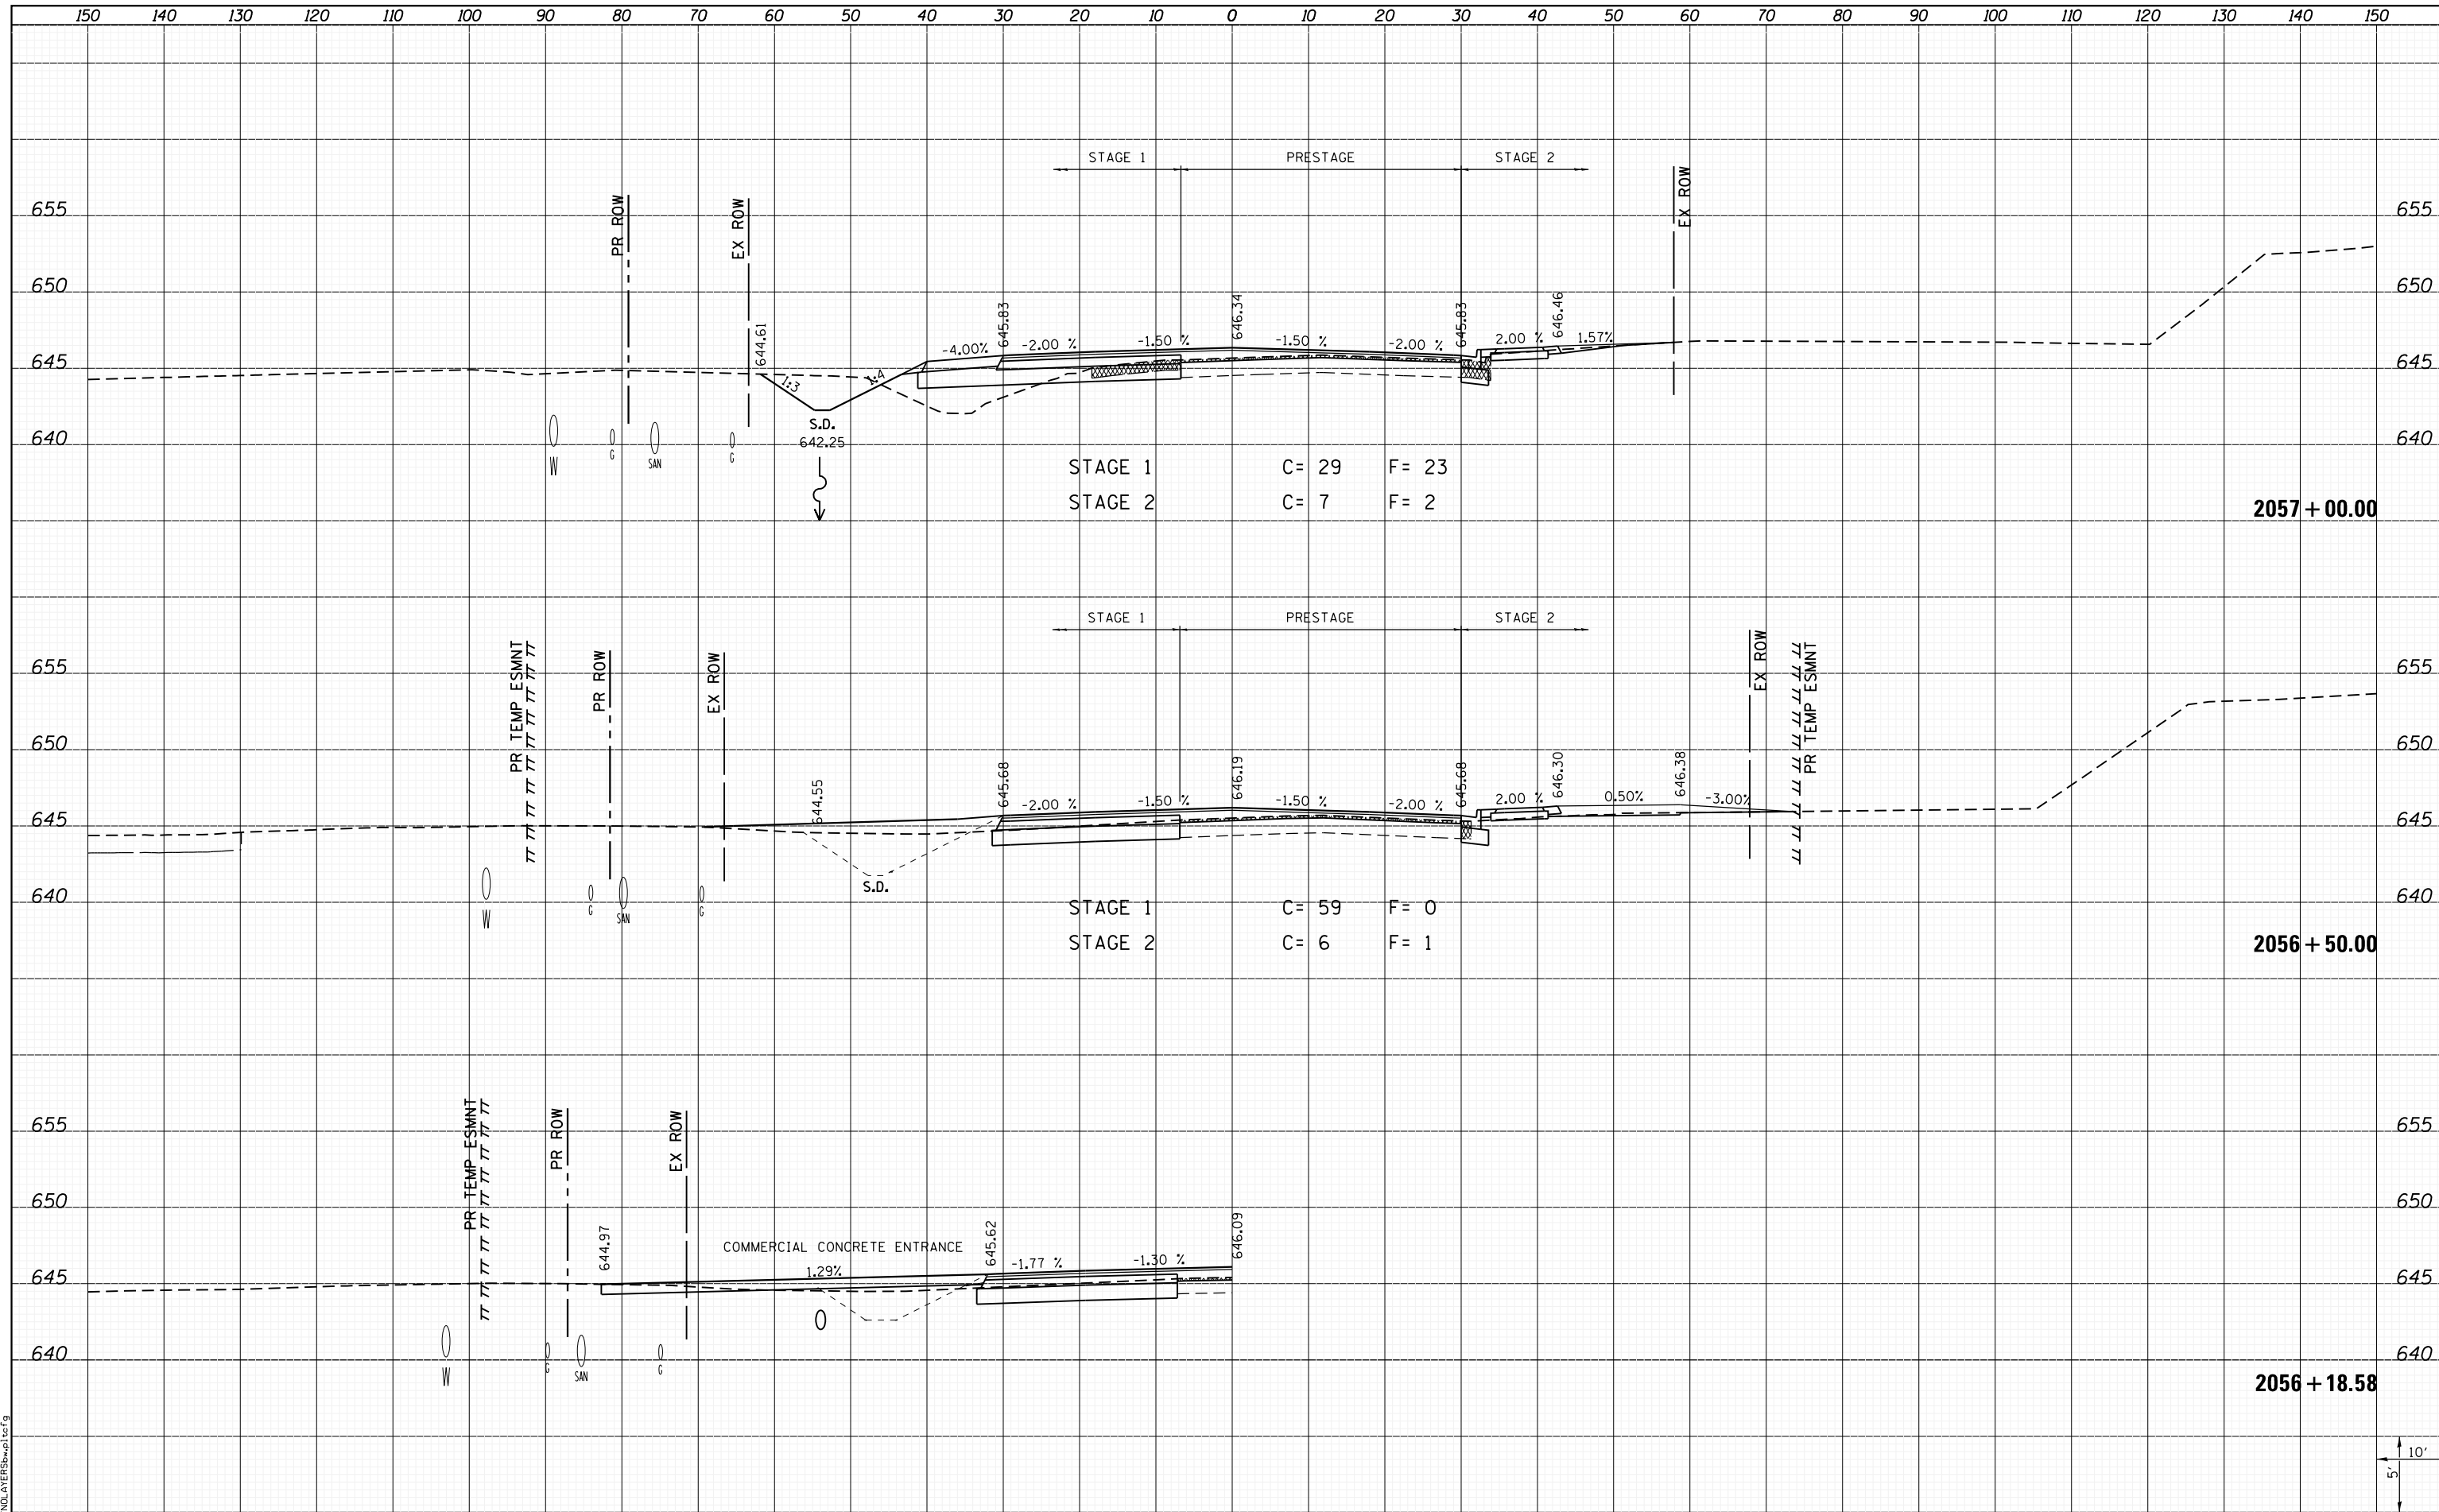 150 140 130 120 110 100 90 80 70 60 50 40 30 20 10 0 10 20 30 40 50 60 70 80 90 100 110 120 130 140 150
STAGE 1 PRESTAGE STAGE 2
PR ROW
EX ROW
EX ROW
655 655
650 650
645 645
640 640
644.61
645.83
646.34
645.83
646.46
-4.00% -2.00 % -1.50 % -1.50 % -2.00 % 2.00 % 1.57%
1:3 1:4
S.D.
642.25
W G SAN G
STAGE 1 C= 29 F= 23
STAGE 2 C= 7 F= 2
2057+00.00
STAGE 1 PRESTAGE STAGE 2
PR TEMP ESMNT
PR ROW
EX ROW
EX ROW
PR TEMP ESMNT
655 655
650 650
645 645
640 640
644.55
645.68
646.19
645.68
646.30
646.38
-2.00 % -1.50 % -1.50 % -2.00 % 2.00 % 0.50% -3.00%
S.D.
W G SAN G
STAGE 1 C= 59 F= 0
STAGE 2 C= 6 F= 1
2056+50.00
PR TEMP ESMNT
PR ROW
EX ROW
655 655
650 650
645 645
640 640
644.97
645.62
646.09
COMMERCIAL CONCRETE ENTRANCE
1.29% -1.77 % -1.30 %
W G SAN G
2056+18.58
10'
5'
NOLAYERSbw.pltcfg